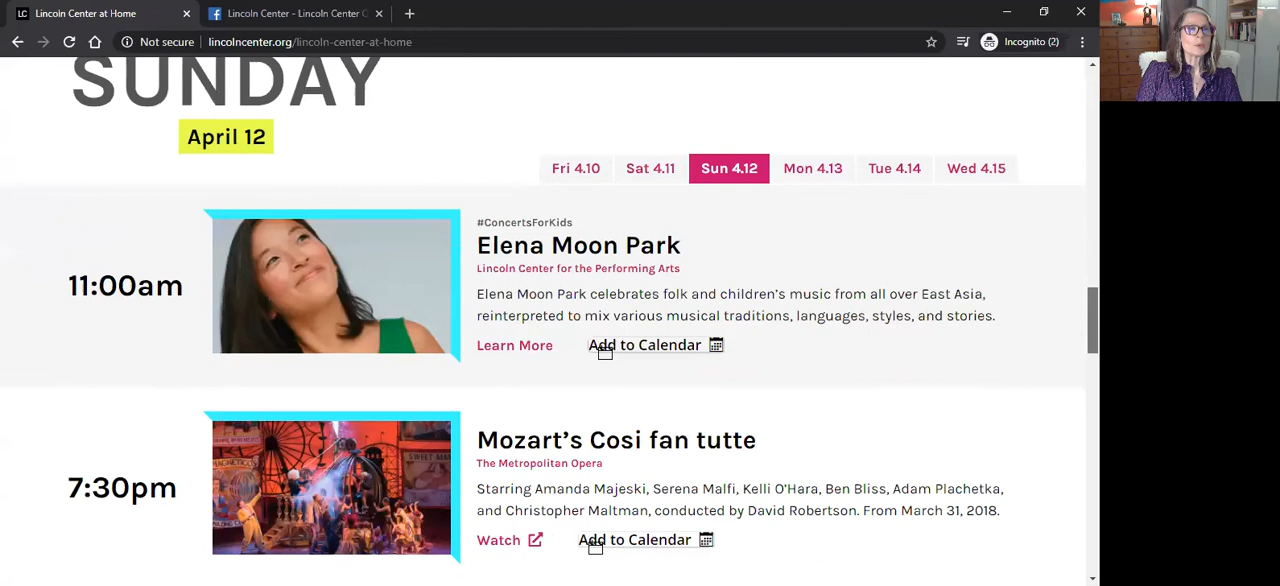 LC Lincoln Center at Home
Lincoln Center - Lincoln Center
Not secure
lincolncenter.org/lincoln-center-at-home
Incognito (2)
SUNDAY
April 12
Fri 4.10 Sat 4.11 Sun 4.12 Mon 4.13 Tue 4.14 Wed 4.15
11:00am
#ConcertsForKids
Elena Moon Park
Lincoln Center for the Performing Arts
Elena Moon Park celebrates folk and children's music from all over East Asia,
reinterpreted to mix various musical traditions, languages, styles, and stories.
Learn More Add to Calendar
7:30pm
Mozart's Cosi fan tutte
The Metropolitan Opera
Starring Amanda Majeski, Serena Malfi, Kelli O'Hara, Ben Bliss, Adam Plachetka,
and Christopher Maltman, conducted by David Robertson. From March 31, 2018.
Watch Add to Calendar